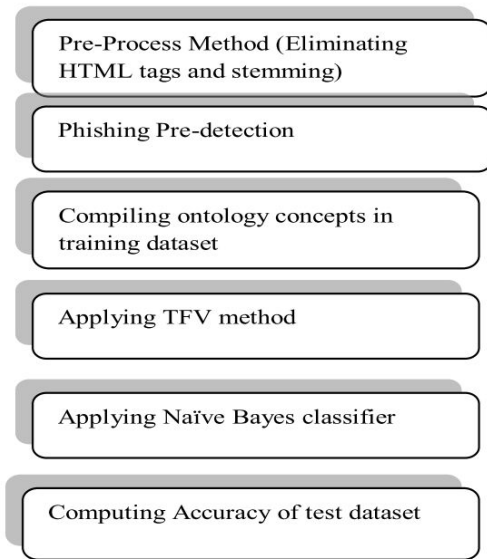 Pre-Process Method (Eliminating
HTML tags and stemming)
Phishing Pre-detection
Compiling ontology concepts in
training dataset
Applying TFV method
Applying Naïve Bayes classifier
Computing Accuracy of test dataset